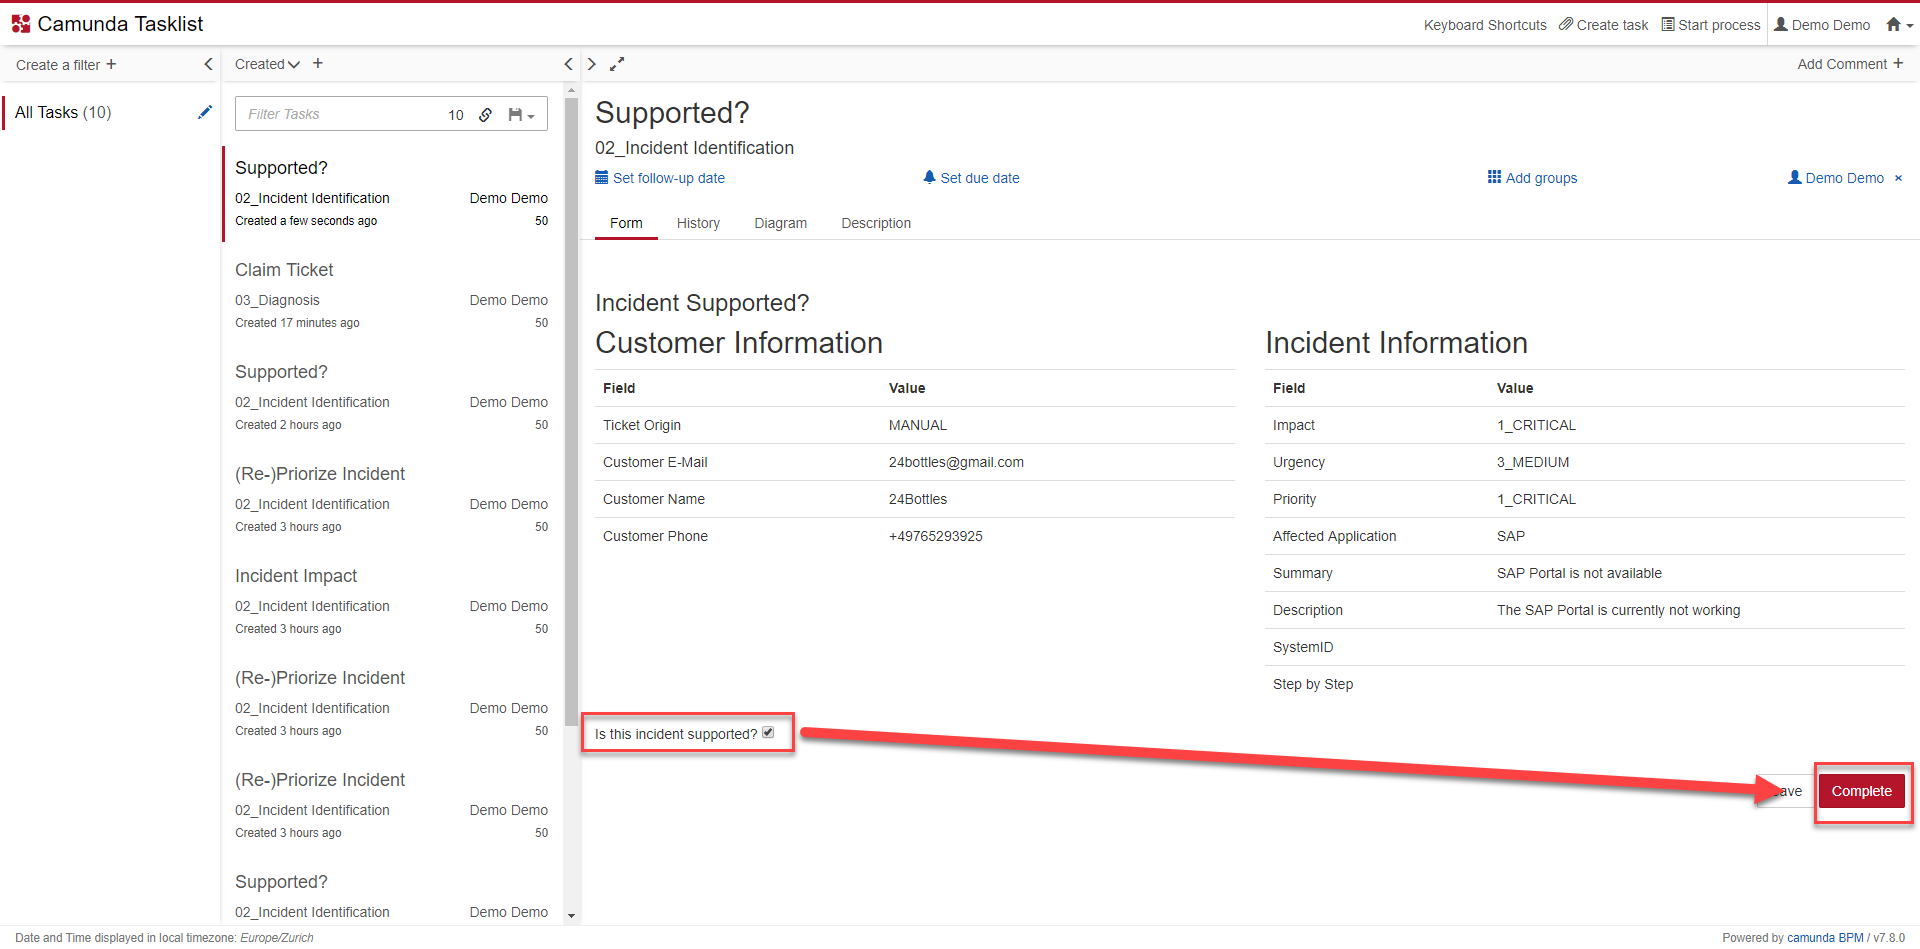 Camunda Tasklist
Keyboard Shortcuts Create task Start process Demo Demo
Create a filter +
Created +
Add Comment +
All Tasks (10)
Filter Tasks 10
Supported?
02_Incident Identification Demo Demo
Created a few seconds ago 50
Claim Ticket
03_Diagnosis Demo Demo
Created 17 minutes ago 50
Supported?
02_Incident Identification Demo Demo
Created 2 hours ago 50
(Re-)Priorize Incident
02_Incident Identification Demo Demo
Created 3 hours ago 50
Incident Impact
02_Incident Identification Demo Demo
Created 3 hours ago 50
(Re-)Priorize Incident
02_Incident Identification Demo Demo
Created 3 hours ago 50
(Re-)Priorize Incident
02_Incident Identification Demo Demo
Created 3 hours ago 50
Supported?
02_Incident Identification Demo Demo
Supported?
02_Incident Identification
Set follow-up date Set due date Add groups Demo Demo ×
Form History Diagram Description
Incident Supported?
Customer Information
Field Value
Ticket Origin MANUAL
Customer E-Mail 24bottles@gmail.com
Customer Name 24Bottles
Customer Phone +49765293925
Incident Information
Field Value
Impact 1_CRITICAL
Urgency 3_MEDIUM
Priority 1_CRITICAL
Affected Application SAP
Summary SAP Portal is not available
Description The SAP Portal is currently not working
SystemID
Step by Step
Is this incident supported?
Complete
Date and Time displayed in local timezone: Europe/Zurich
Powered by camunda BPM / v7.8.0